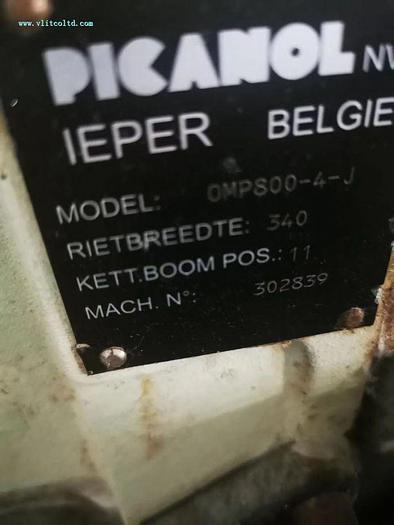 www.vlitcoltd.com
PICANOL NV
IEPER BELGIE
MODEL: OMP800-4-J
RIETBREEDTE: 340
KETT.BOOM POS.: 11
MACH. N°: 302839